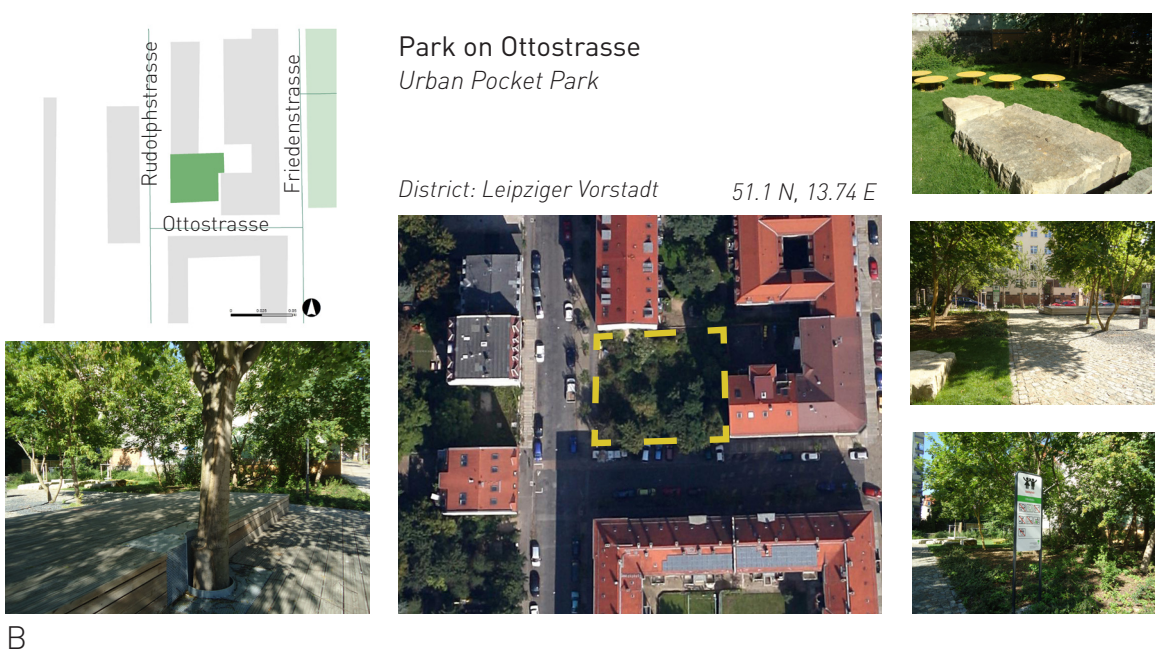 Park on Ottostrasse
Urban Pocket Park
Rudolphstrasse
Friedenstrasse
Ottostrasse
District: Leipziger Vorstadt
51.1 N, 13.74 E
B